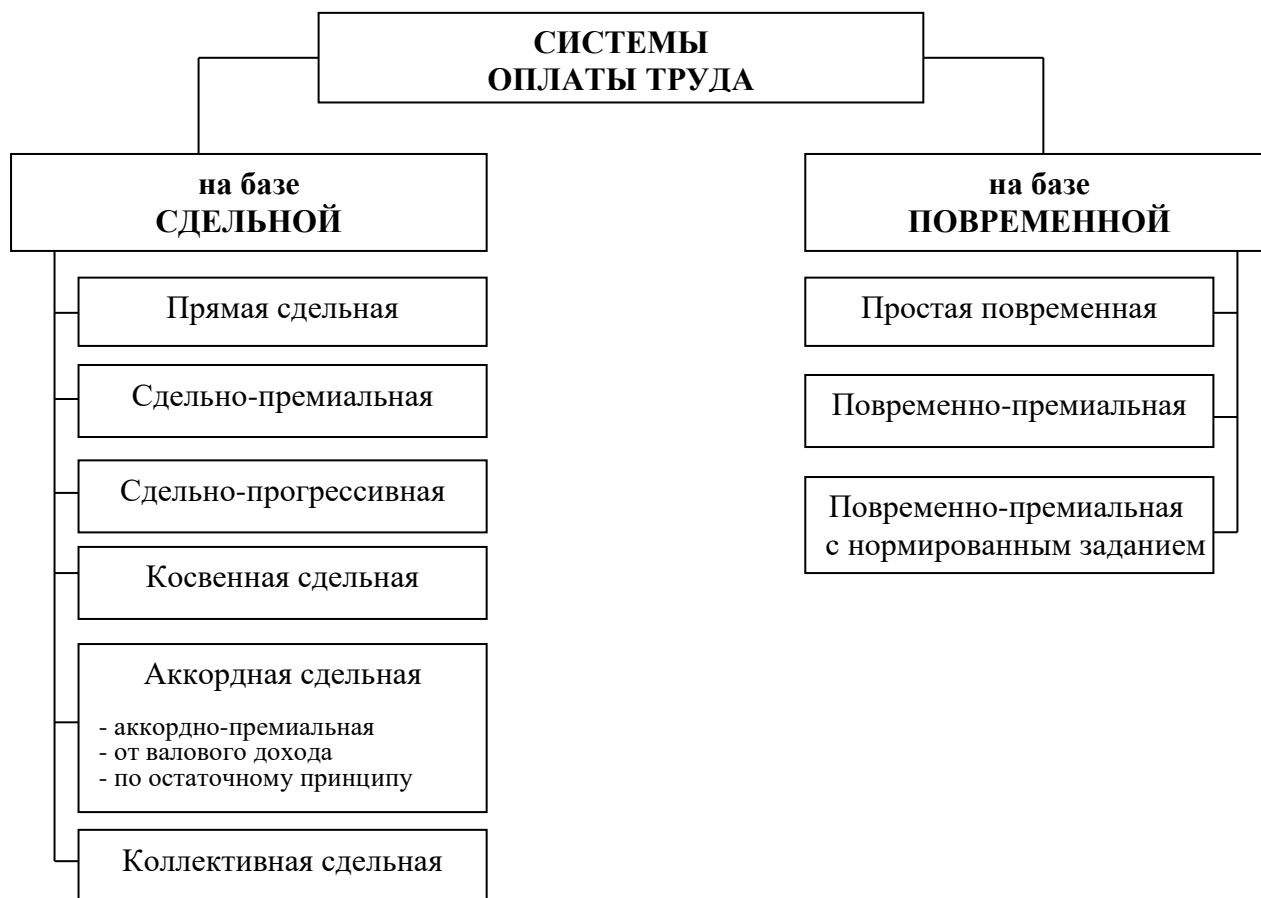 СИСТЕМЫ
ОПЛАТЫ ТРУДА
на базе
СДЕЛЬНОЙ
Прямая сдельная
Сдельно-премиальная
Сдельно-прогрессивная
Косвенная сдельная
Аккордная сдельная
- аккордно-премиальная
- от валового дохода
- по остаточному принципу
Коллективная сдельная
на базе
ПОВРЕМЕННОЙ
Простая повременная
Повременно-премиальная
Повременно-премиальная
с нормированным заданием